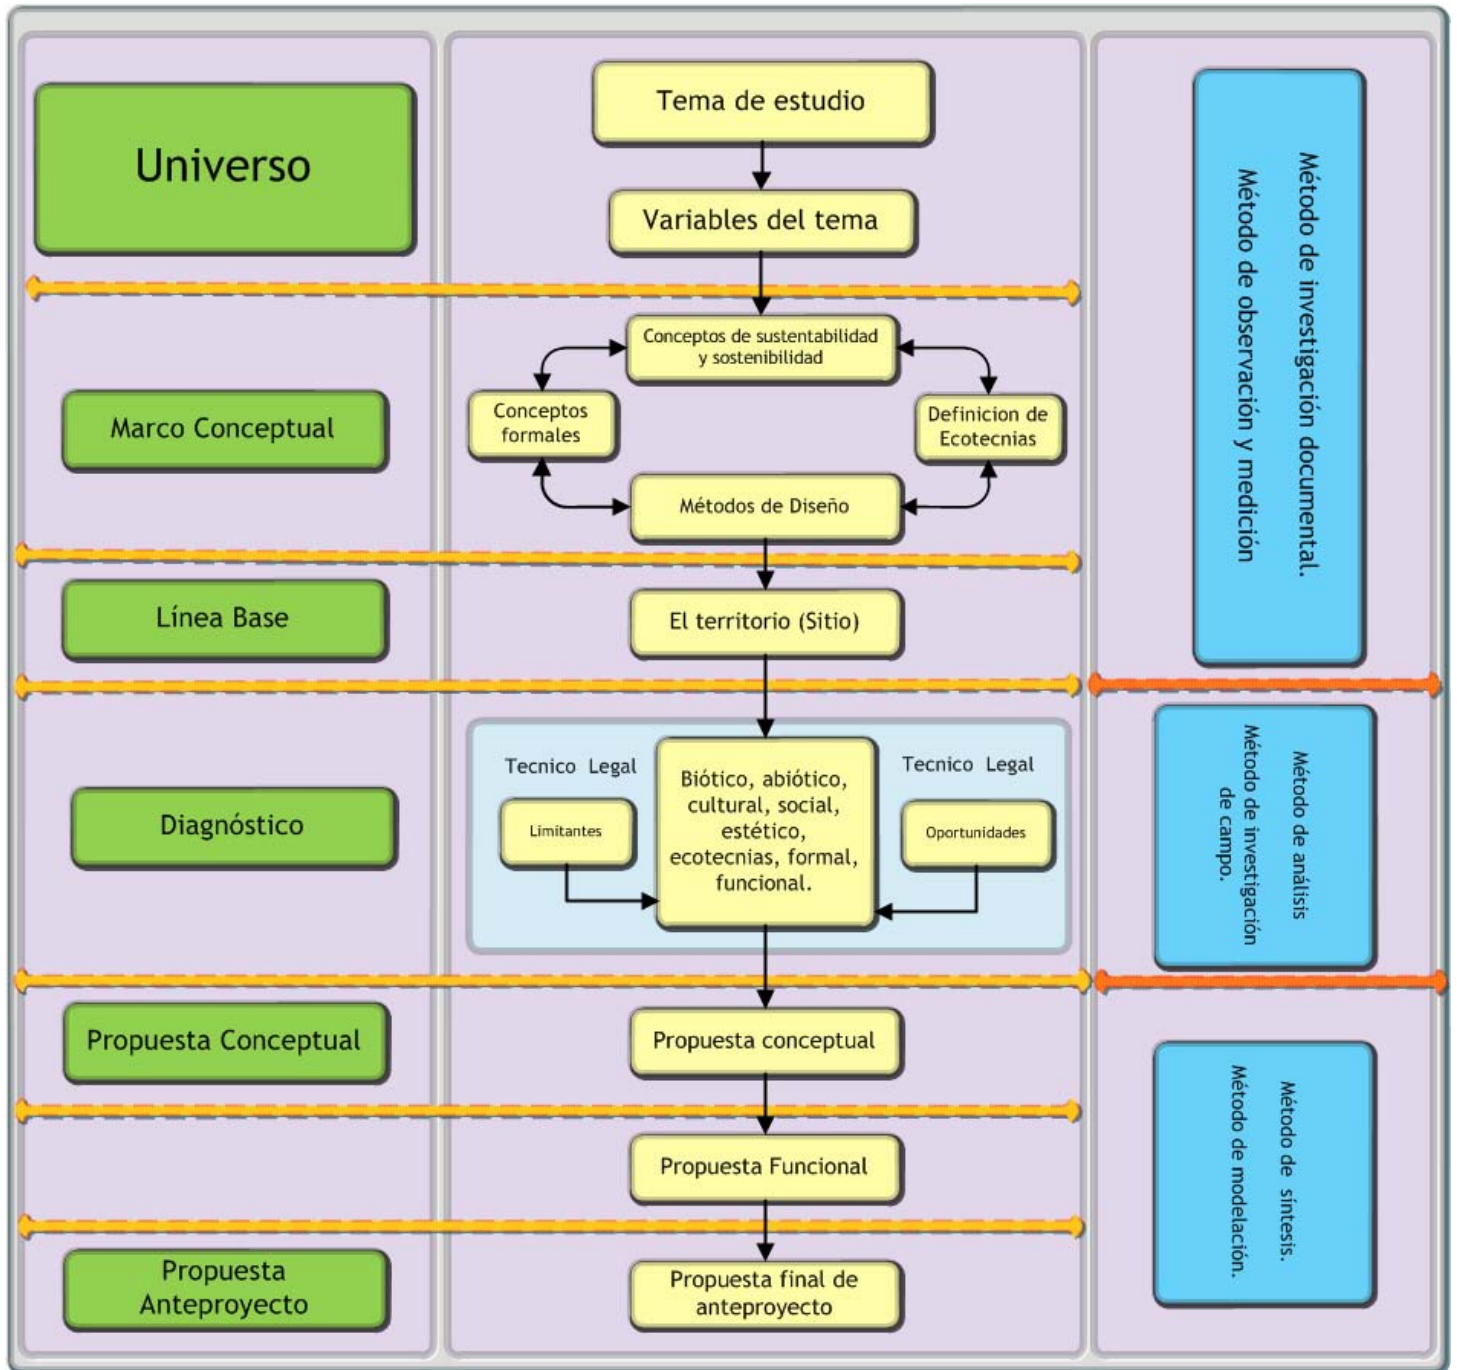 Universo
Tema de estudio
Variables del tema
Marco Conceptual
Conceptos de sustentabilidad
y sostenibilidad
Conceptos
formales
Definicion de
Ecotecnias
Métodos de Diseño
Línea Base
El territorio (Sitio)
Método de investigación documental.
Método de observación y medición
Diagnóstico
Tecnico Legal
Limitantes
Biótico, abiótico,
cultural, social,
estético,
ecotecnias, formal,
funcional.
Tecnico Legal
Oportunidades
Método de análisis
Método de investigación
de campo.
Propuesta Conceptual
Propuesta conceptual
Propuesta Funcional
Propuesta
Anteproyecto
Propuesta final de
anteproyecto
Método de síntesis.
Método de modelación.